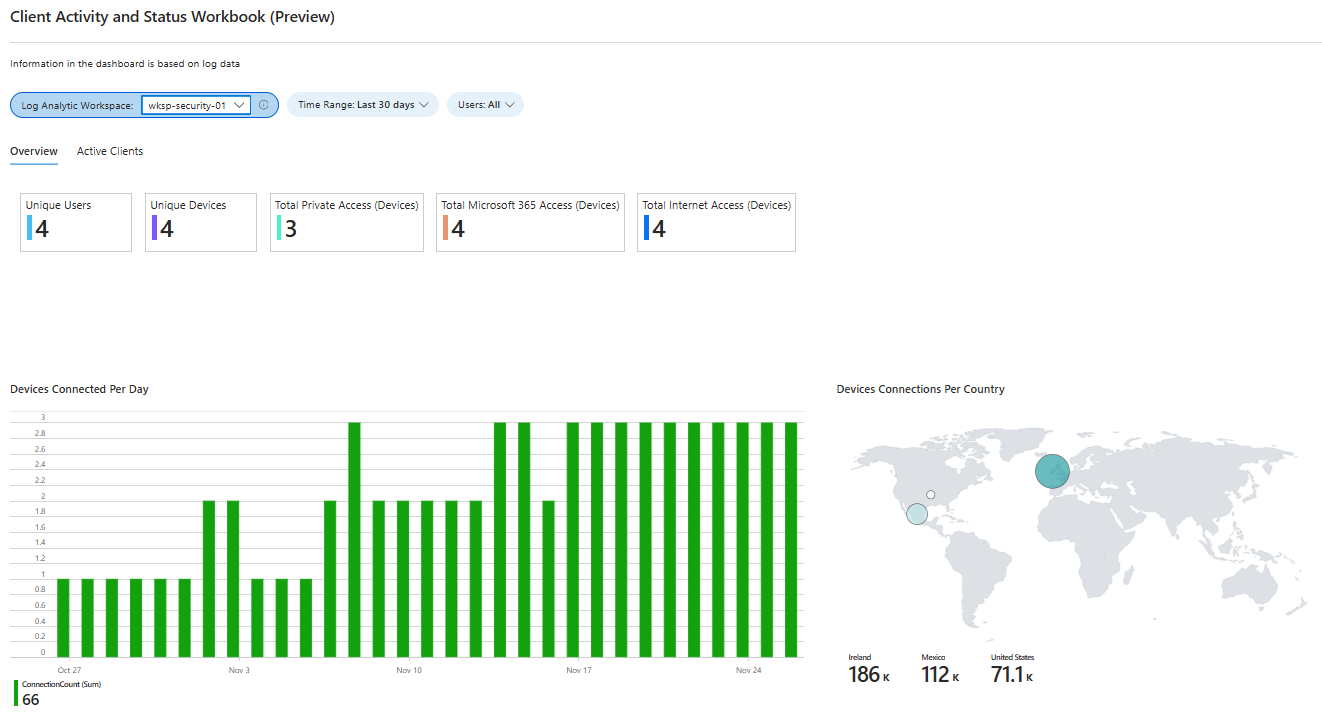 Client Activity and Status Workbook (Preview)
Information in the dashboard is based on log data
Log Analytic Workspace: wksp-security-01 Time Range: Last 30 days Users: All
Overview Active Clients
Unique Users Unique Devices Total Private Access (Devices) Total Microsoft 365 Access (Devices) Total Internet Access (Devices)
4 4 3 4 4
Devices Connected Per Day Devices Connections Per Country
3
2.8
2.6
2.4
2.2
2
1.8
1.6
1.4
1.2
1
0.8
0.6
0.4
0.2
0
Oct 27 Nov 3 Nov 10 Nov 17 Nov 24
ConnectionCount (Sum)
66
Ireland Mexico United States
186 K 112 K 71.1 K